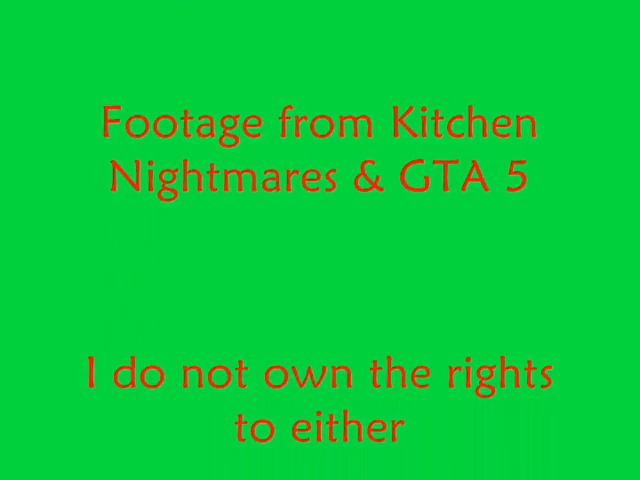 Footage from Kitchen
Nightmares & GTA 5
I do not own the rights
to either